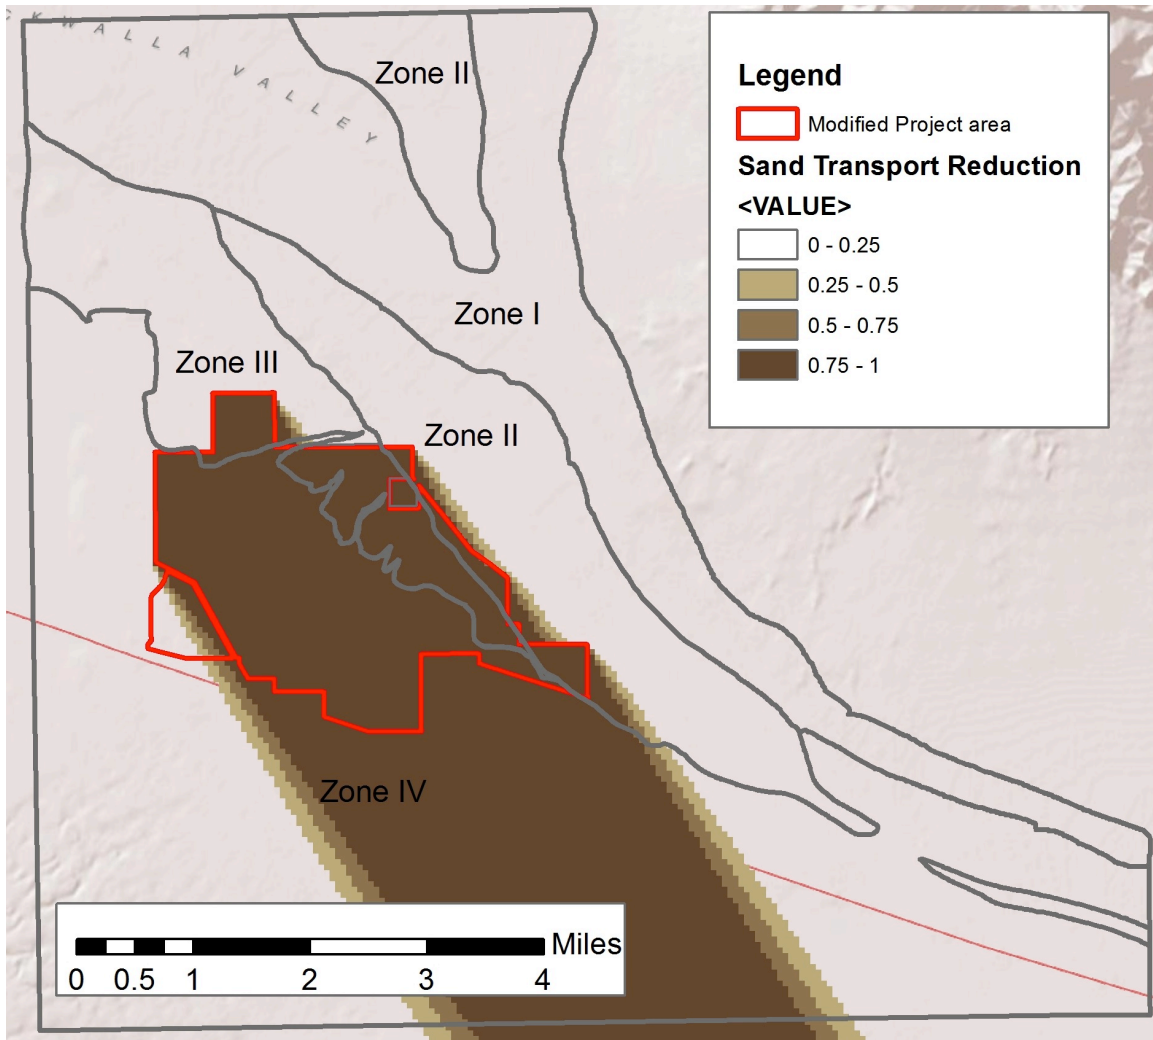 C K W A L L A V A L L E Y
Zone II
Legend
Modified Project area
Sand Transport Reduction
<VALUE>
0 - 0.25
0.25 - 0.5
0.5 - 0.75
0.75 - 1
Zone I
Zone III
Zone II
Zone IV
Miles
0 0.5 1 2 3 4